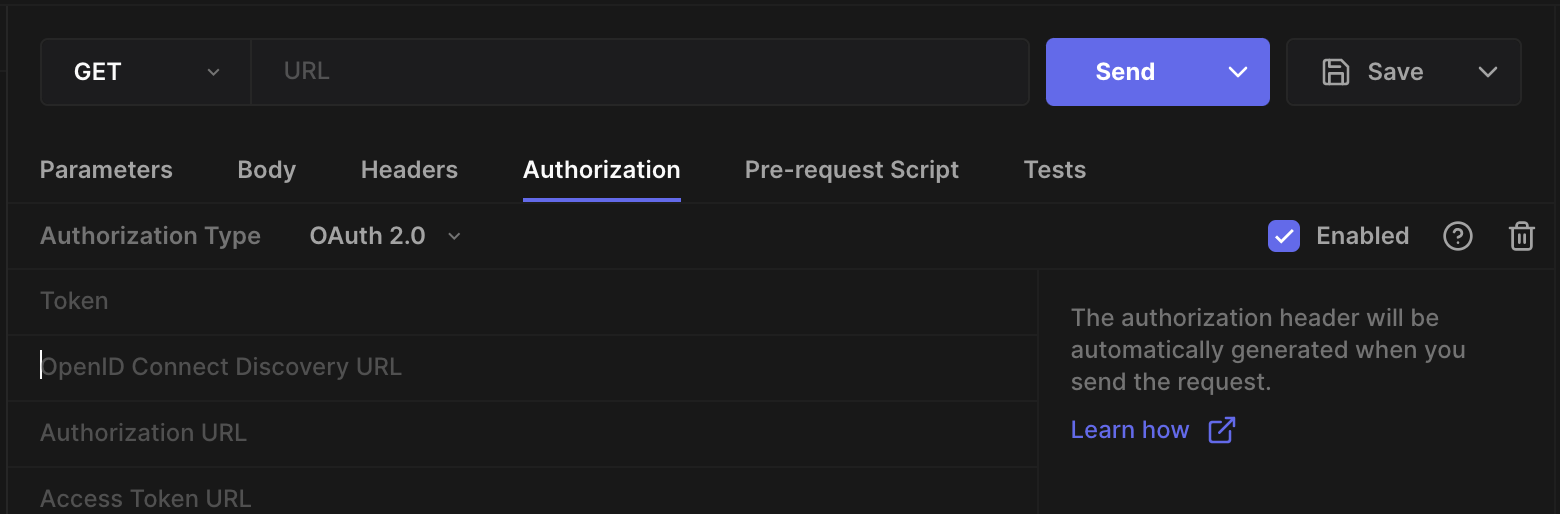 GET URL Send Save
Parameters Body Headers Authorization Pre-request Script Tests
Authorization Type OAuth 2.0 Enabled
Token
OpenID Connect Discovery URL
Authorization URL
Access Token URL
The authorization header will be
automatically generated when you
send the request.
Learn how